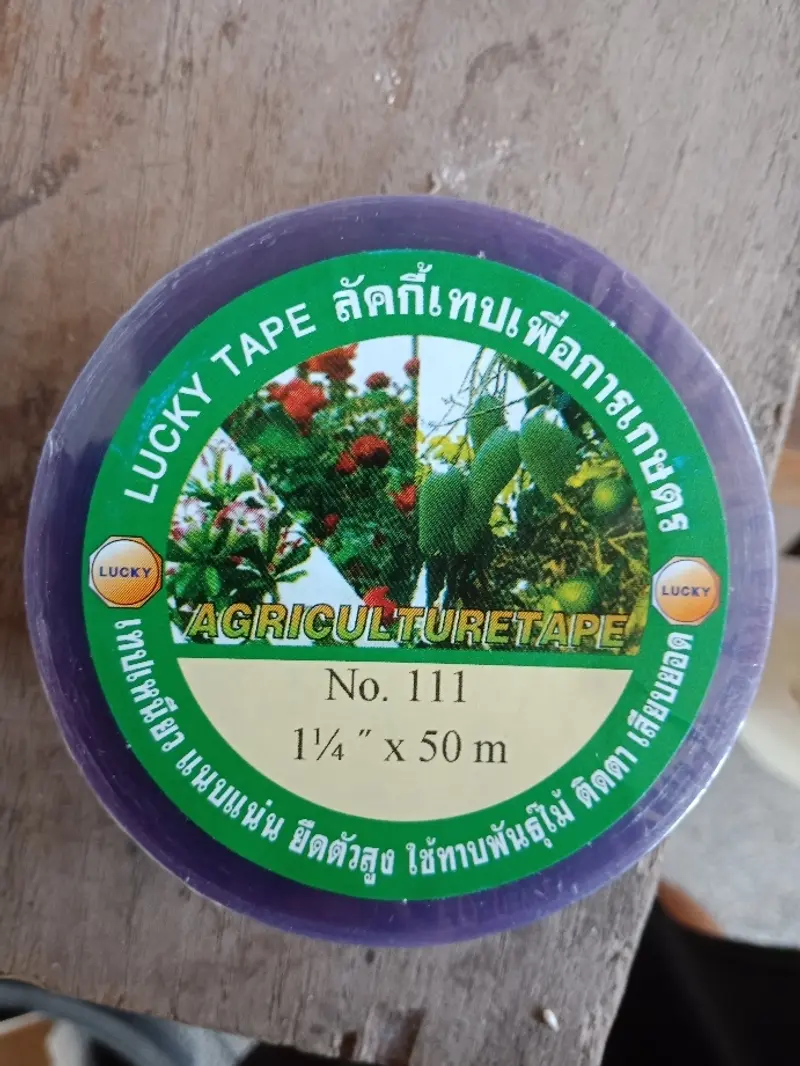 LUCKY TAPE ลัคกี้เทปเพื่อการเกษตร
LUCKY
LUCKY
AGRICULTURETAPE
No. 111
1¼ " x 50 m
เทปเหนียว แนบแน่น ยืดตัวสูง ใช้ทาบพันธุ์ไม้ ติดตา เสียบยอด